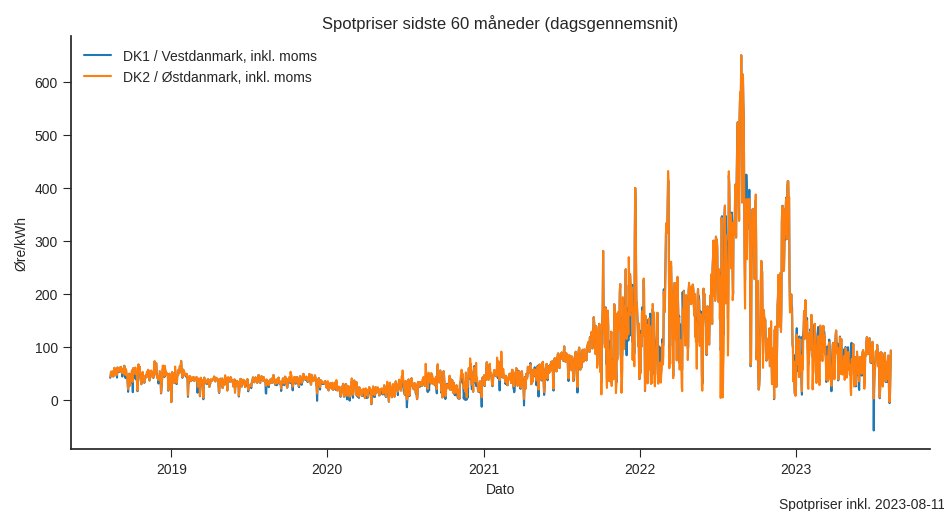 Spotpriser sidste 60 måneder (dagsgennemsnit)
DK1 / Vestdanmark, inkl. moms
DK2 / Østdanmark, inkl. moms
600
500
400
300
200
100
0
Øre/kWh
2019
2020
2021
2022
2023
Dato
Spotpriser inkl. 2023-08-11